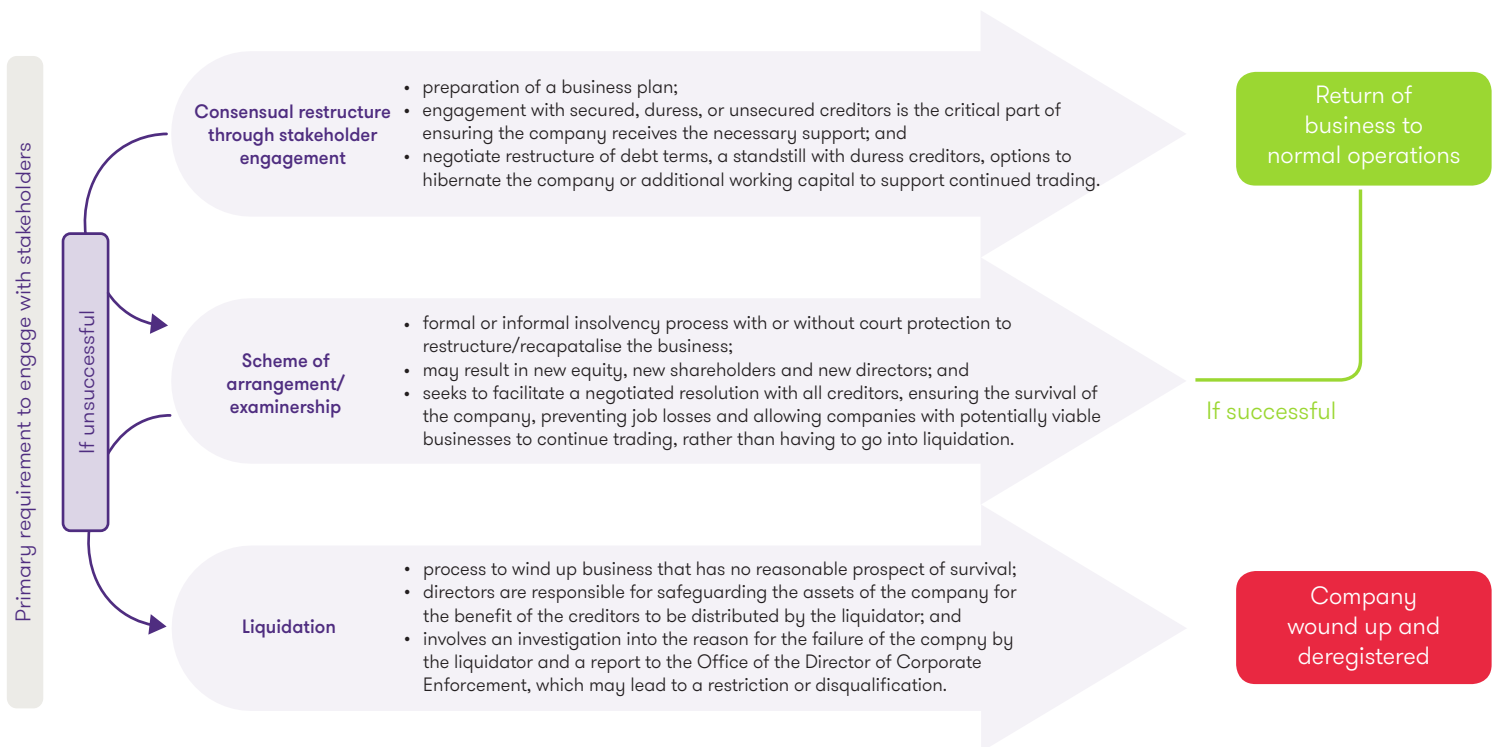 Primary requirement to engage with stakeholders
If unsuccessful
Consensual restructure
through stakeholder
engagement
• preparation of a business plan;
• engagement with secured, duress, or unsecured creditors is the critical part of
ensuring the company receives the necessary support; and
• negotiate restructure of debt terms, a standstill with duress creditors, options to
hibernate the company or additional working capital to support continued trading.
Return of
business to
normal operations
Scheme of
arrangement/
examinership
• formal or informal insolvency process with or without court protection to
restructure/recapatalise the business;
• may result in new equity, new shareholders and new directors; and
• seeks to facilitate a negotiated resolution with all creditors, ensuring the survival of
the company, preventing job losses and allowing companies with potentially viable
businesses to continue trading, rather than having to go into liquidation.
If successful
Liquidation
• process to wind up business that has no reasonable prospect of survival;
• directors are responsible for safeguarding the assets of the company for
the benefit of the creditors to be distributed by the liquidator; and
• involves an investigation into the reason for the failure of the compny by
the liquidator and a report to the Office of the Director of Corporate
Enforcement, which may lead to a restriction or disqualification.
Company
wound up and
deregistered